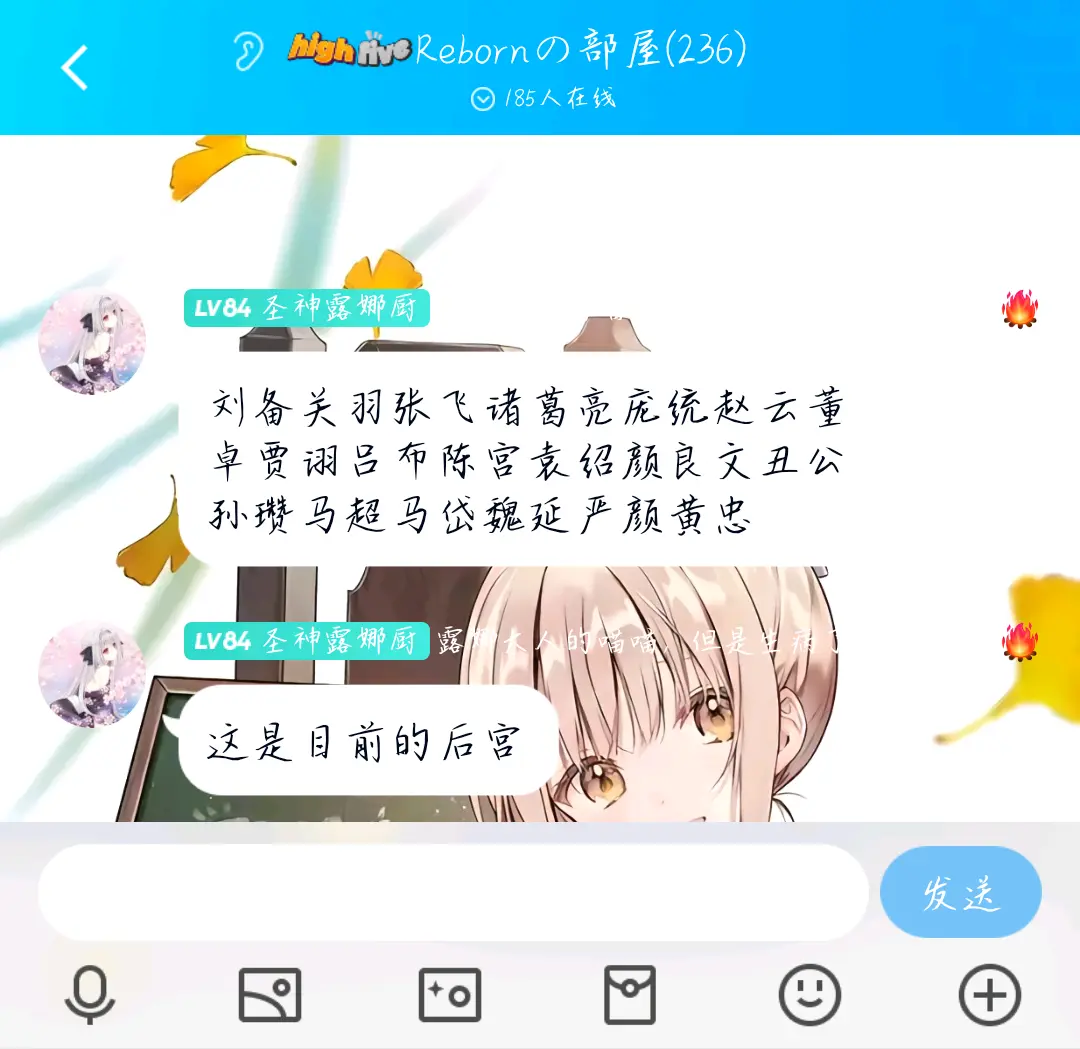 high five Rebornの部屋(236)
185人在线
LV84 圣神露娜厨
刘备关羽张飞诸葛亮庞统赵云董
卓贾诩吕布陈宫袁绍颜良文丑公
孙瓒马超马岱魏延严颜黄忠
LV84 圣神露娜厨 露娜大人的喵喵，但是生病了
这是目前的后宫
发送